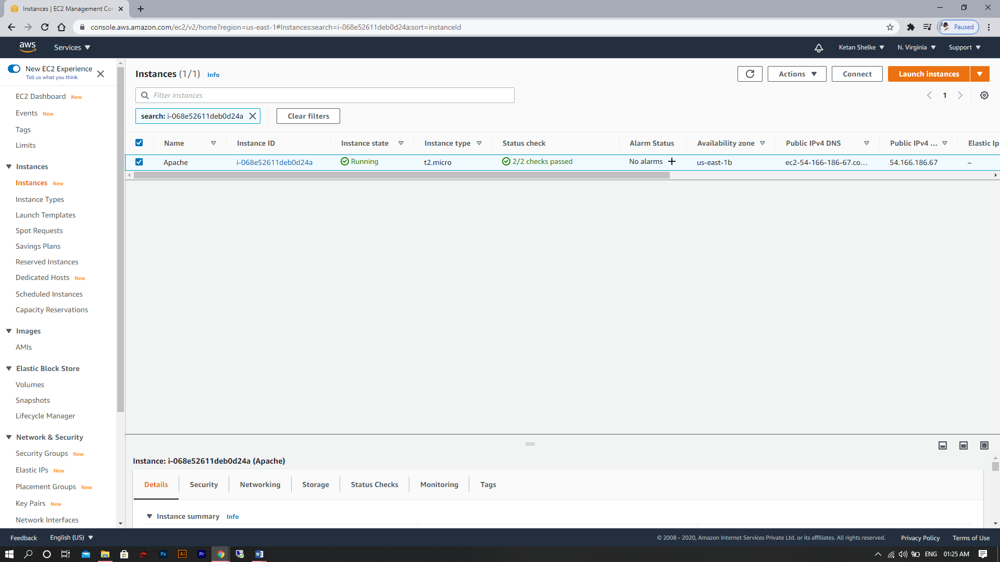 Instances | EC2 Management Cor
console.aws.amazon.com/ec2/v2/home?region=us-east-1#Instances:search=i-068e52611deb0d24a;sort=instanceId
Paused
aws Services Ketan Shelke N. Virginia Support
New EC2 Experience
Tell us what you think
EC2 Dashboard New
Events New
Tags
Limits
Instances
Instances New
Instance Types
Launch Templates
Spot Requests
Savings Plans
Reserved Instances
Dedicated Hosts New
Scheduled Instances
Capacity Reservations
Images
AMIs
Elastic Block Store
Volumes
Snapshots
Lifecycle Manager
Network & Security
Security Groups New
Elastic IPs New
Placement Groups New
Key Pairs New
Network Interfaces
Instances (1/1) Info
Actions Connect Launch instances
Filter instances
1
search: i-068e52611deb0d24a Clear filters
Name Instance ID Instance state Instance type Status check Alarm Status Availability zone Public IPv4 DNS Public IPv4 ... Elastic Ip
Apache i-068e52611deb0d24a Running t2.micro 2/2 checks passed No alarms + us-east-1b ec2-54-166-186-67.co... 54.166.186.67 –
Instance: i-068e52611deb0d24a (Apache)
Details Security Networking Storage Status Checks Monitoring Tags
Instance summary Info
Feedback English (US) © 2008 - 2020, Amazon Internet Services Private Ltd. or its affiliates. All rights reserved. Privacy Policy Terms of Use
Ps Ai Pr W ENG 01:25 AM